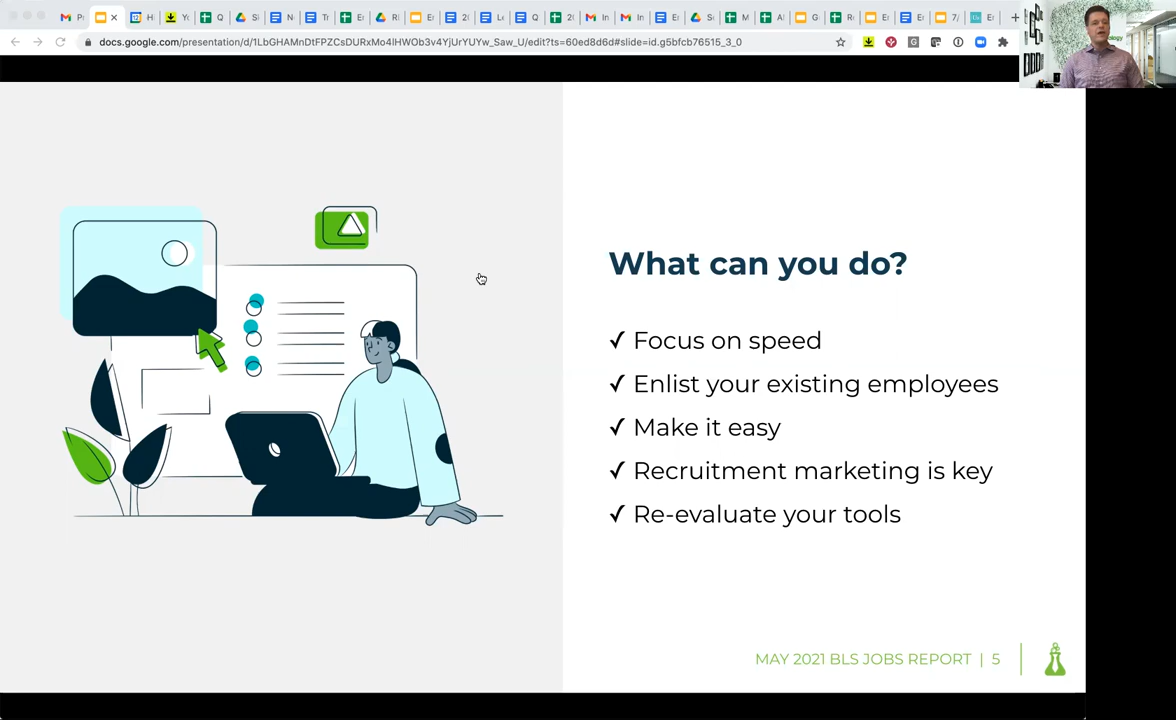 docs.google.com/presentation/d/1LbGHAMnDtFPZCsDURxMo4lHWOb3v4YjUrYUYw_Saw_U/edit?ts=60ed8d6d#slide=id.g5bfcb76515_3_0
What can you do?
✓ Focus on speed
✓ Enlist your existing employees
✓ Make it easy
✓ Recruitment marketing is key
✓ Re-evaluate your tools
MAY 2021 BLS JOBS REPORT | 5